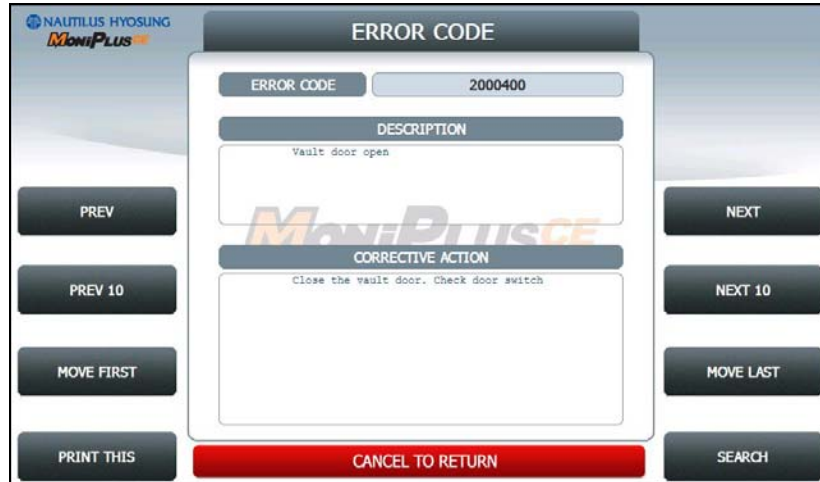 NAUTILUS HYOSUNG
MONIPLUS CE
ERROR CODE
ERROR CODE
2000400
DESCRIPTION
Vault door open
MONIPLUSCE
CORRECTIVE ACTION
Close the vault door. Check door switch
PREV
PREV 10
MOVE FIRST
PRINT THIS
NEXT
NEXT 10
MOVE LAST
SEARCH
CANCEL TO RETURN